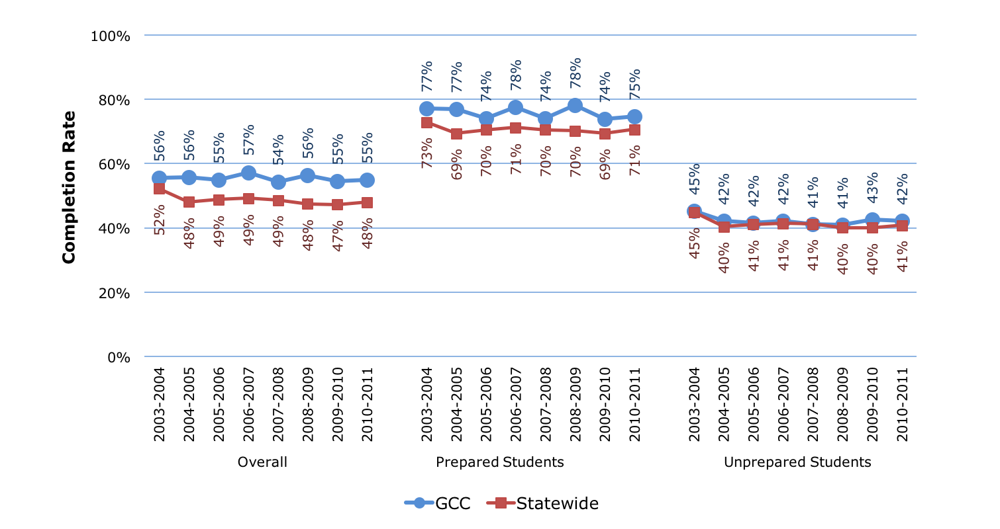 100%
80%
60%
40%
20%
0%
Completion Rate
56% 56% 55% 57% 54% 56% 55% 55%
52% 48% 49% 49% 49% 48% 47% 48%
77% 77% 74% 78% 74% 78% 74% 75%
73% 69% 70% 71% 70% 70% 69% 71%
45% 42% 42% 42% 41% 41% 43% 42%
45% 40% 41% 41% 41% 40% 40% 41%
2003-2004 2004-2005 2005-2006 2006-2007 2007-2008 2008-2009 2009-2010 2010-2011
2003-2004 2004-2005 2005-2006 2006-2007 2007-2008 2008-2009 2009-2010 2010-2011
2003-2004 2004-2005 2005-2006 2006-2007 2007-2008 2008-2009 2009-2010 2010-2011
Overall Prepared Students Unprepared Students
GCC Statewide